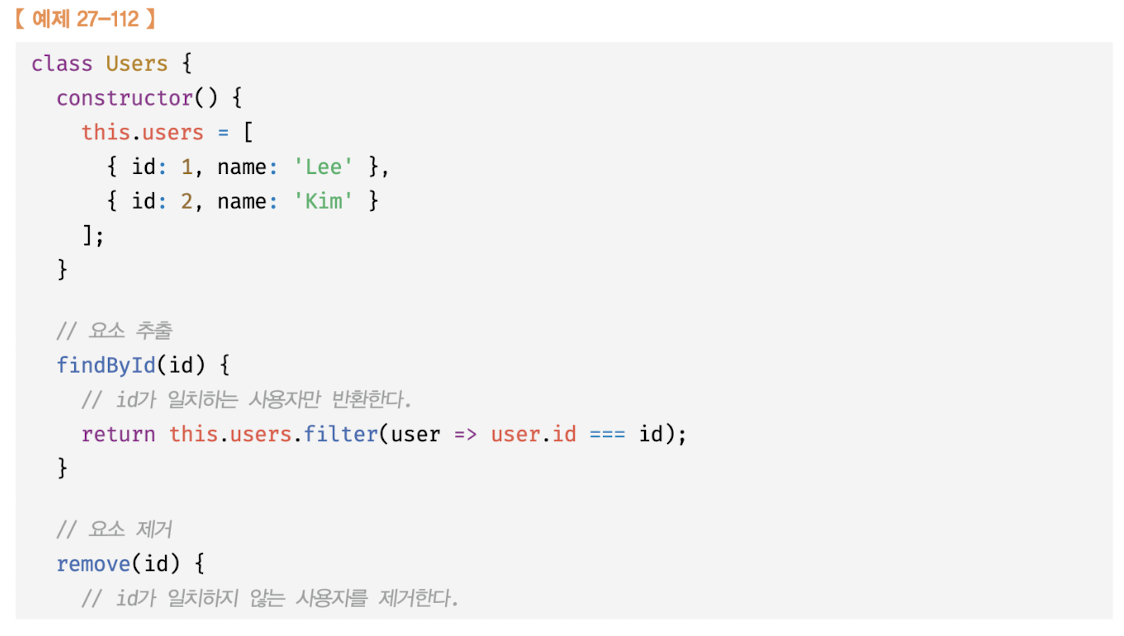 【 예제 27-112 】
class Users {
  constructor() {
    this.users = [
      { id: 1, name: 'Lee' },
      { id: 2, name: 'Kim' }
    ];
  }

  // 요소 추출
  findById(id) {
    // id가 일치하는 사용자만 반환한다.
    return this.users.filter(user => user.id === id);
  }

  // 요소 제거
  remove(id) {
    // id가 일치하지 않는 사용자를 제거한다.